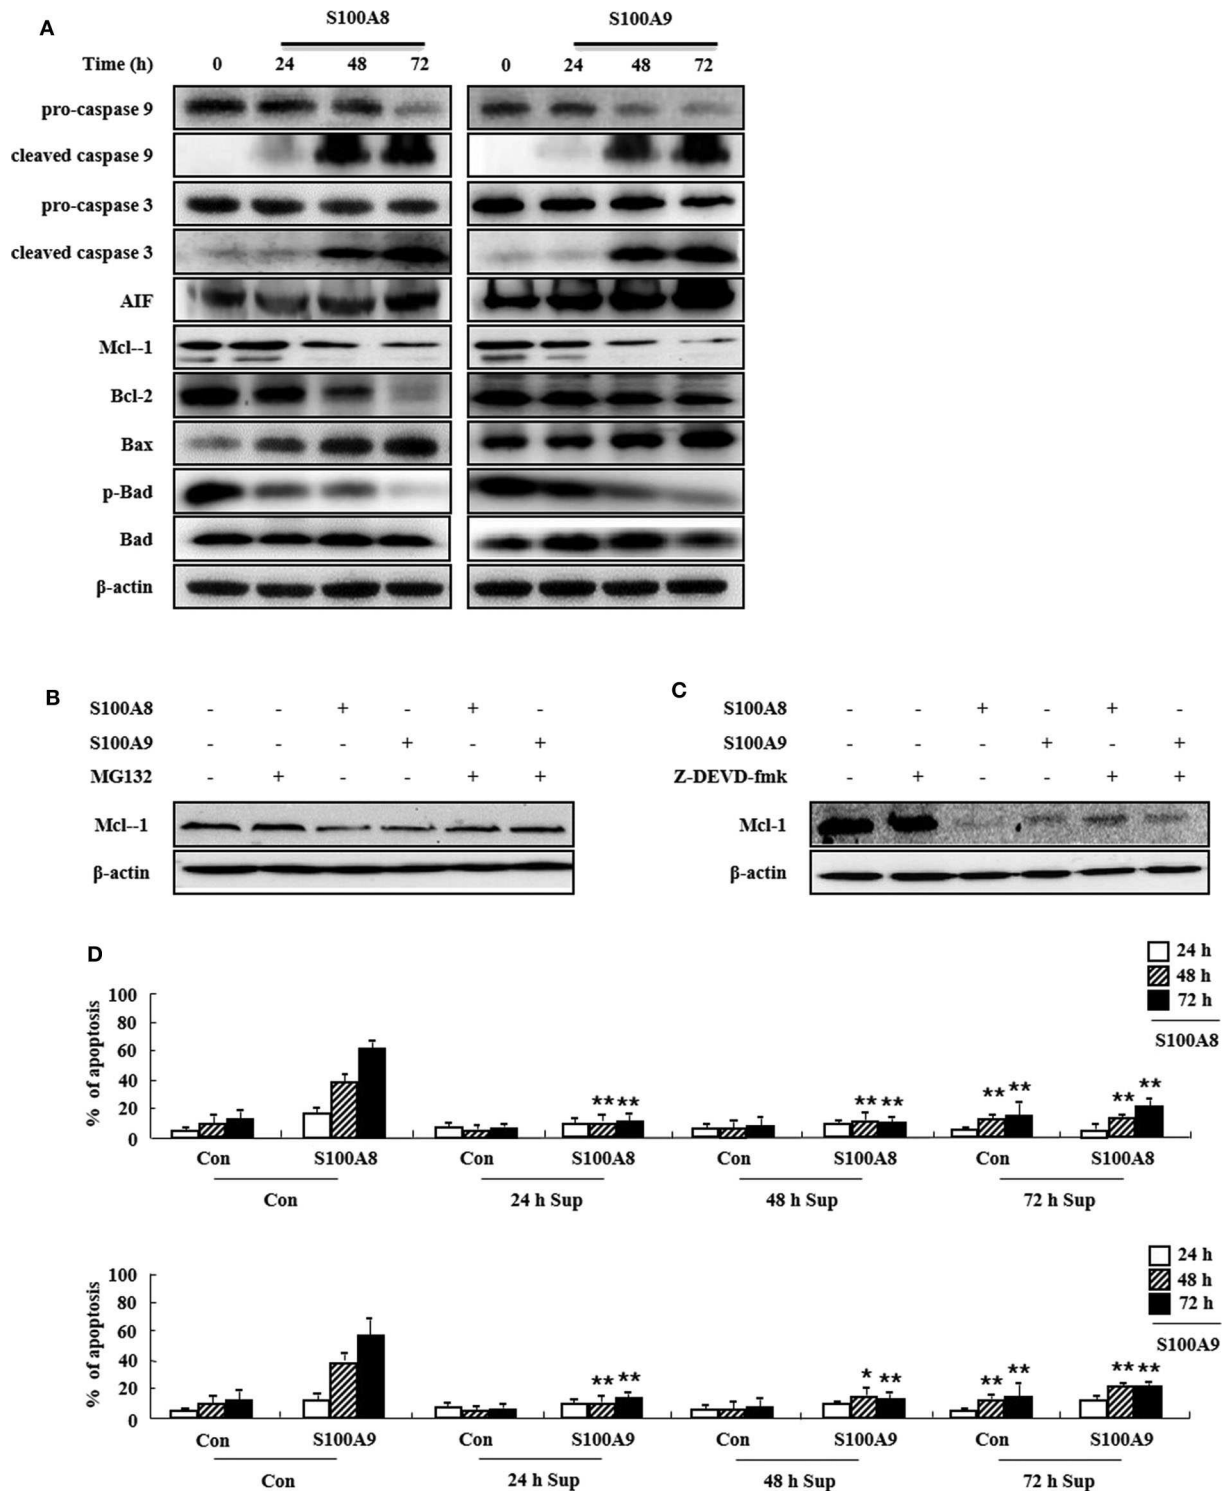 A
S100A8 S100A9
Time (h) 0 24 48 72 0 24 48 72
pro-caspase 9
cleaved caspase 9
pro-caspase 3
cleaved caspase 3
AIF
Mcl--1
Bcl-2
Bax
p-Bad
Bad
β-actin
B
S100A8 - - + - + -
S100A9 - - - + - +
MG132 - + - - + +
Mcl--1
β-actin
C
S100A8 - - + - + -
S100A9 - - - + - +
Z-DEVD-fmk - + - - + +
Mcl-1
β-actin
D
24 h
48 h
72 h
S100A8
% of apoptosis
100
80
60
40
20
0
** ** ** ** ** ** ** **
Con S100A8 Con S100A8 Con S100A8 Con S100A8
Con 24 h Sup 48 h Sup 72 h Sup
24 h
48 h
72 h
S100A9
% of apoptosis
100
80
60
40
20
0
** ** * ** ** ** ** **
Con S100A9 Con S100A9 Con S100A9 Con S100A9
Con 24 h Sup 48 h Sup 72 h Sup